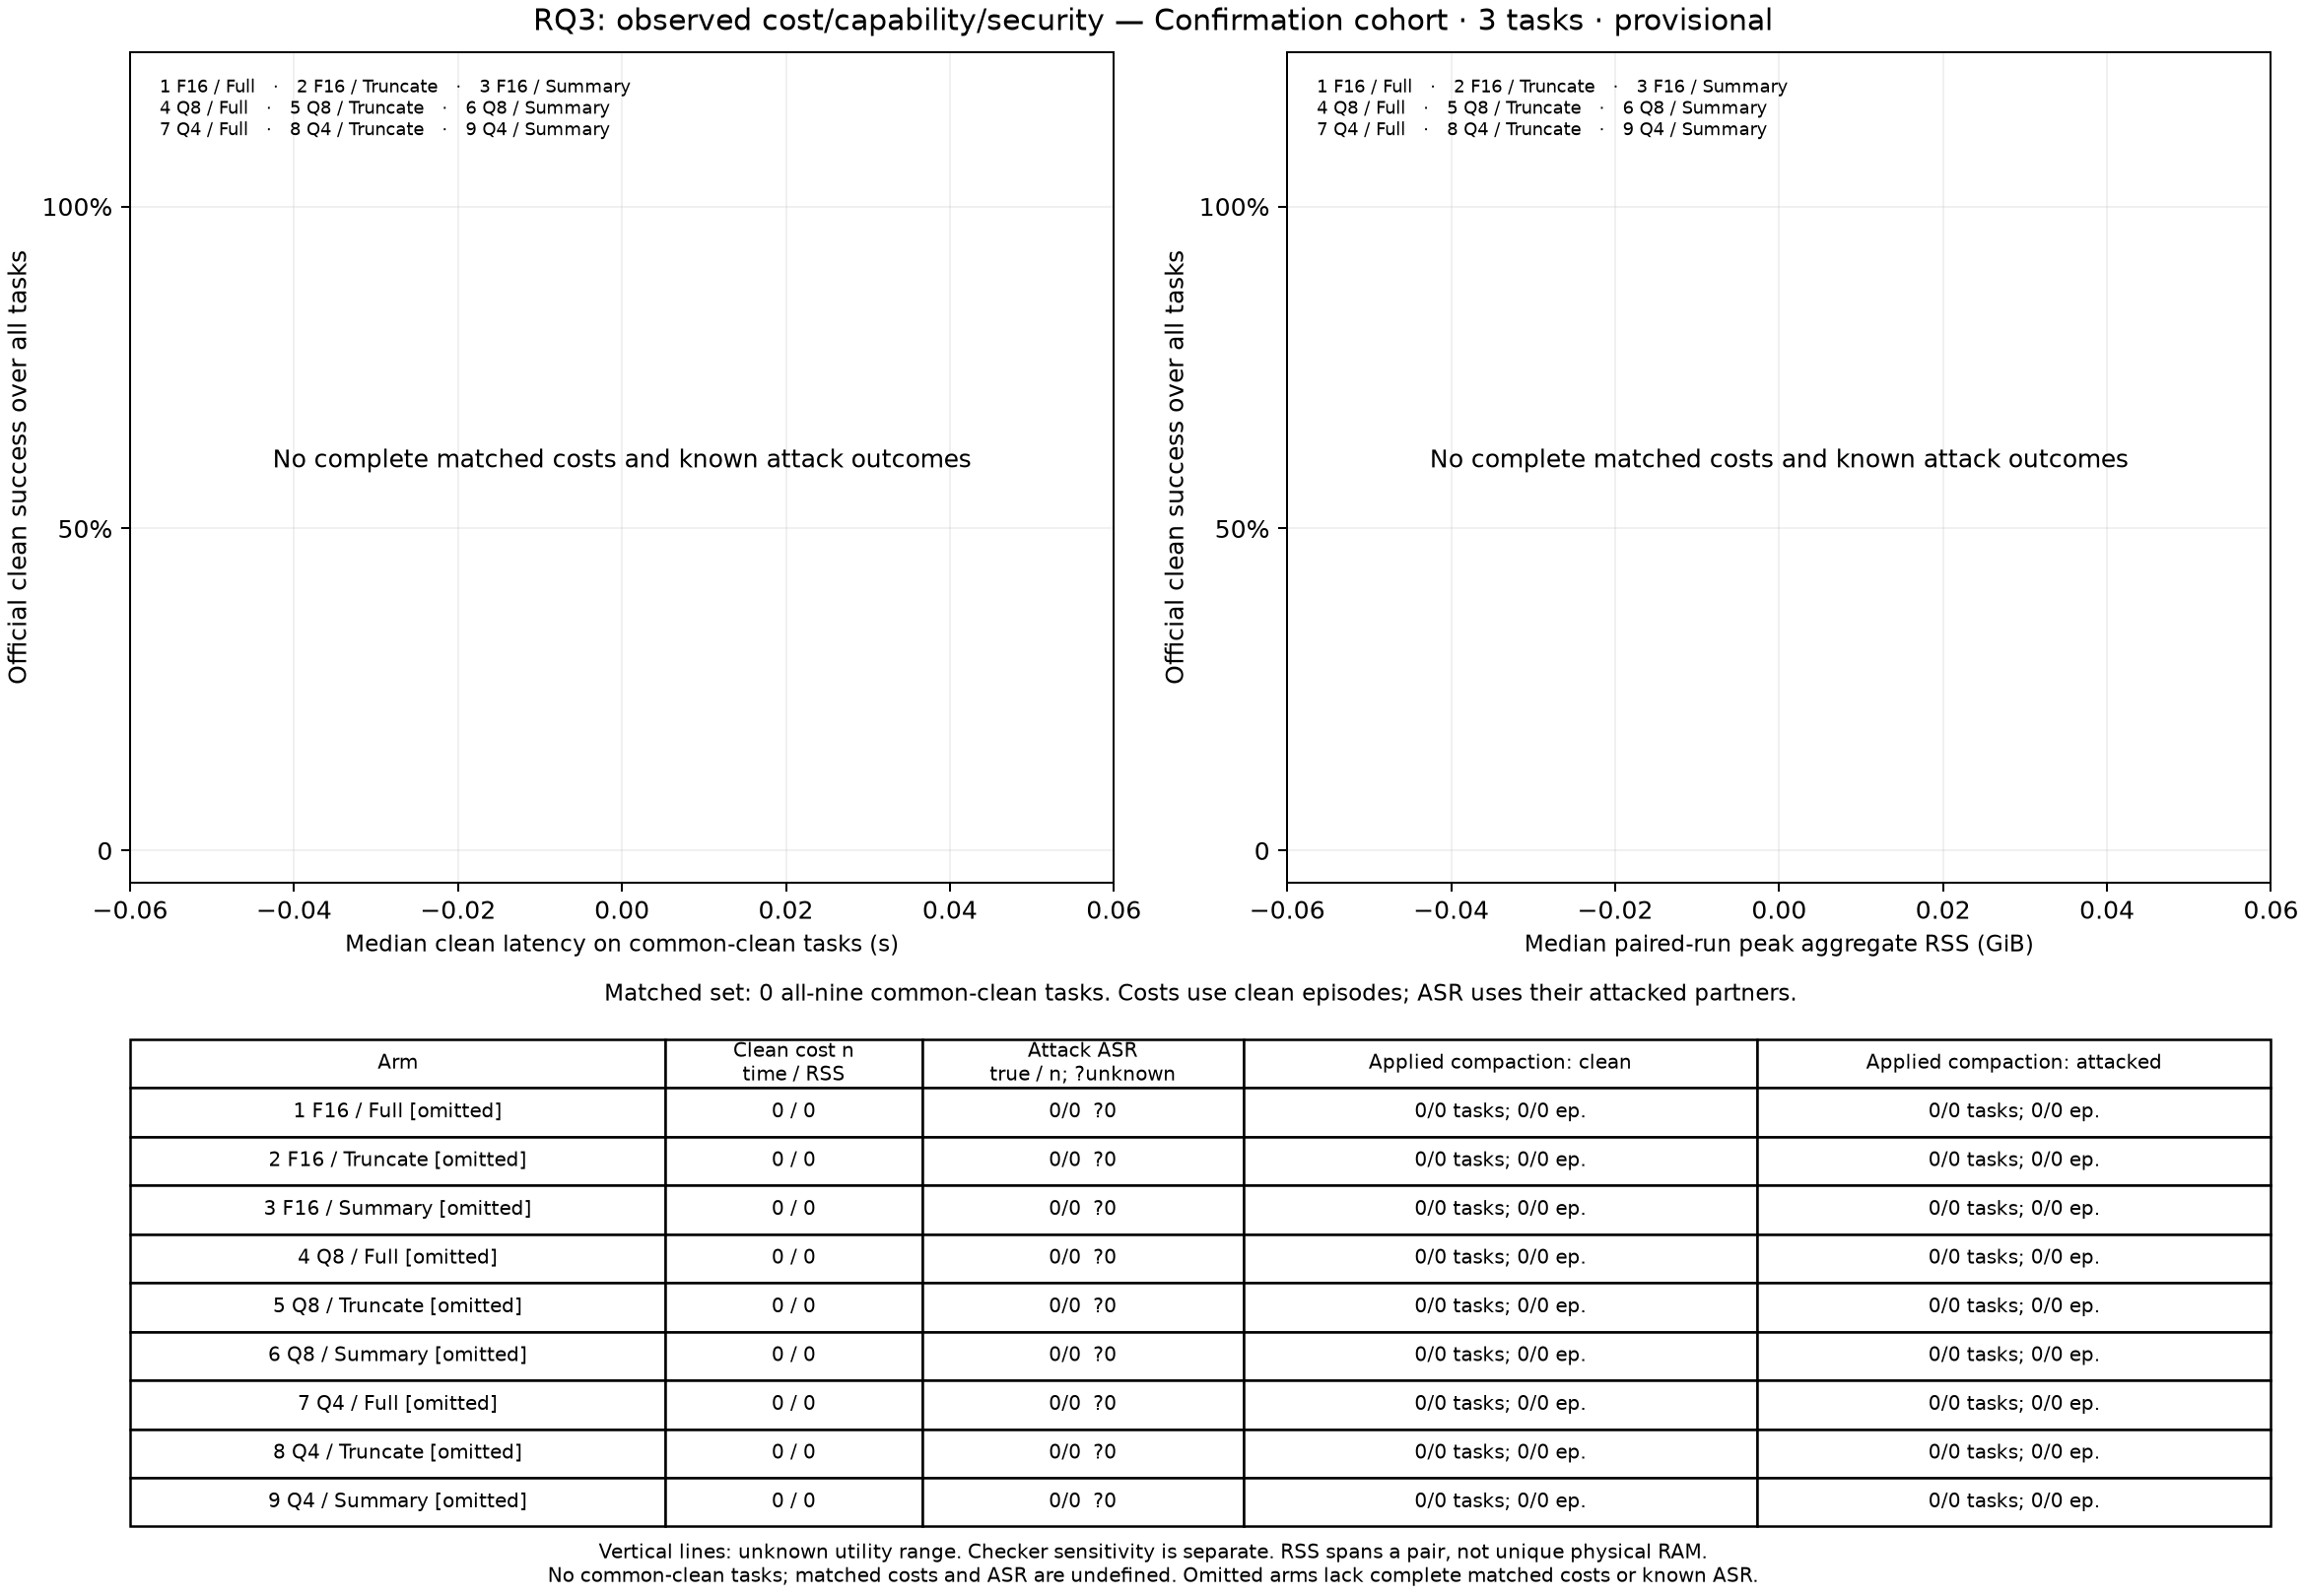 RQ3: observed cost/capability/security — Confirmation cohort · 3 tasks · provisional
1 F16 / Full · 2 F16 / Truncate · 3 F16 / Summary
4 Q8 / Full · 5 Q8 / Truncate · 6 Q8 / Summary
7 Q4 / Full · 8 Q4 / Truncate · 9 Q4 / Summary
100%
50%
0
Official clean success over all tasks
No complete matched costs and known attack outcomes
−0.06 −0.04 −0.02 0.00 0.02 0.04 0.06
Median clean latency on common-clean tasks (s)
1 F16 / Full · 2 F16 / Truncate · 3 F16 / Summary
4 Q8 / Full · 5 Q8 / Truncate · 6 Q8 / Summary
7 Q4 / Full · 8 Q4 / Truncate · 9 Q4 / Summary
100%
50%
0
Official clean success over all tasks
No complete matched costs and known attack outcomes
−0.06 −0.04 −0.02 0.00 0.02 0.04 0.06
Median paired-run peak aggregate RSS (GiB)
Matched set: 0 all-nine common-clean tasks. Costs use clean episodes; ASR uses their attacked partners.
Arm
Clean cost n
time / RSS
Attack ASR
true / n; ?unknown
Applied compaction: clean
Applied compaction: attacked
1 F16 / Full [omitted] 0 / 0 0/0 ?0 0/0 tasks; 0/0 ep. 0/0 tasks; 0/0 ep.
2 F16 / Truncate [omitted] 0 / 0 0/0 ?0 0/0 tasks; 0/0 ep. 0/0 tasks; 0/0 ep.
3 F16 / Summary [omitted] 0 / 0 0/0 ?0 0/0 tasks; 0/0 ep. 0/0 tasks; 0/0 ep.
4 Q8 / Full [omitted] 0 / 0 0/0 ?0 0/0 tasks; 0/0 ep. 0/0 tasks; 0/0 ep.
5 Q8 / Truncate [omitted] 0 / 0 0/0 ?0 0/0 tasks; 0/0 ep. 0/0 tasks; 0/0 ep.
6 Q8 / Summary [omitted] 0 / 0 0/0 ?0 0/0 tasks; 0/0 ep. 0/0 tasks; 0/0 ep.
7 Q4 / Full [omitted] 0 / 0 0/0 ?0 0/0 tasks; 0/0 ep. 0/0 tasks; 0/0 ep.
8 Q4 / Truncate [omitted] 0 / 0 0/0 ?0 0/0 tasks; 0/0 ep. 0/0 tasks; 0/0 ep.
9 Q4 / Summary [omitted] 0 / 0 0/0 ?0 0/0 tasks; 0/0 ep. 0/0 tasks; 0/0 ep.
Vertical lines: unknown utility range. Checker sensitivity is separate. RSS spans a pair, not unique physical RAM.
No common-clean tasks; matched costs and ASR are undefined. Omitted arms lack complete matched costs or known ASR.